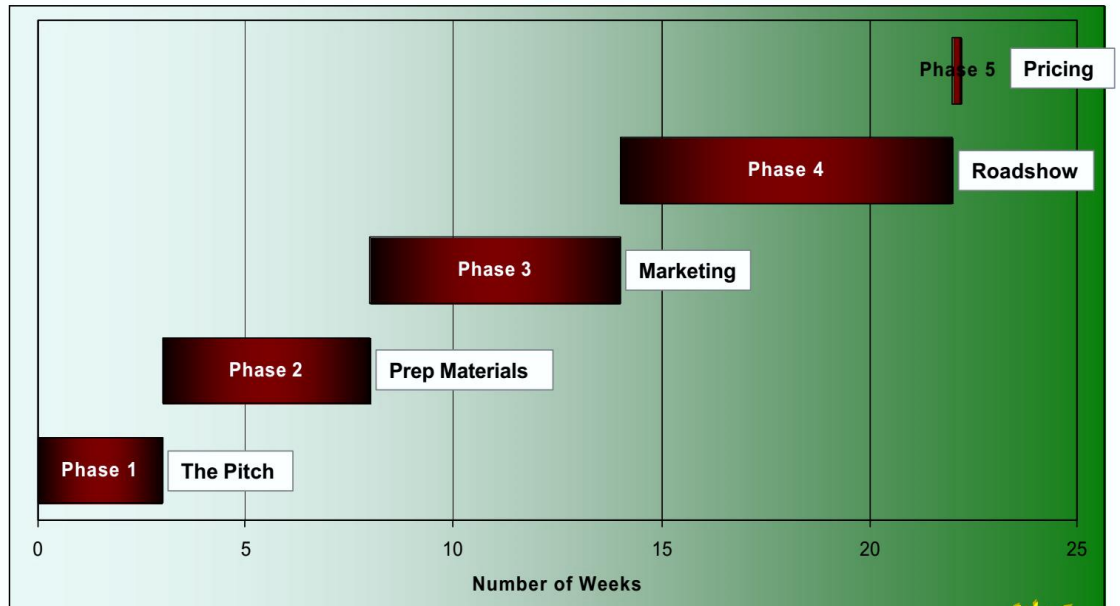 Phase 5 Pricing
Phase 4 Roadshow
Phase 3 Marketing
Phase 2 Prep Materials
Phase 1 The Pitch
0 5 10 15 20 25
Number of Weeks